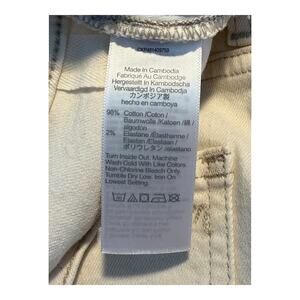 Made In Cambodia
Fabriqué Au Cambodge
Hergestellt In Kambodscha
Vervaardigd In Cambodja
カンボジア製
hecho en camboya
98% Cotton /Coton /
Baumwolle /Katoen / 綿 /
algodon
2% Elastane /Elasthanne /
Elastan / Elastaan /
ポリウレタン /elastano
Turn Inside Out. Machine
Wash Cold With Like Colors
Non-Chlorine Bleach Only.
Tumble Dry Low. Iron On
Lowest Setting.